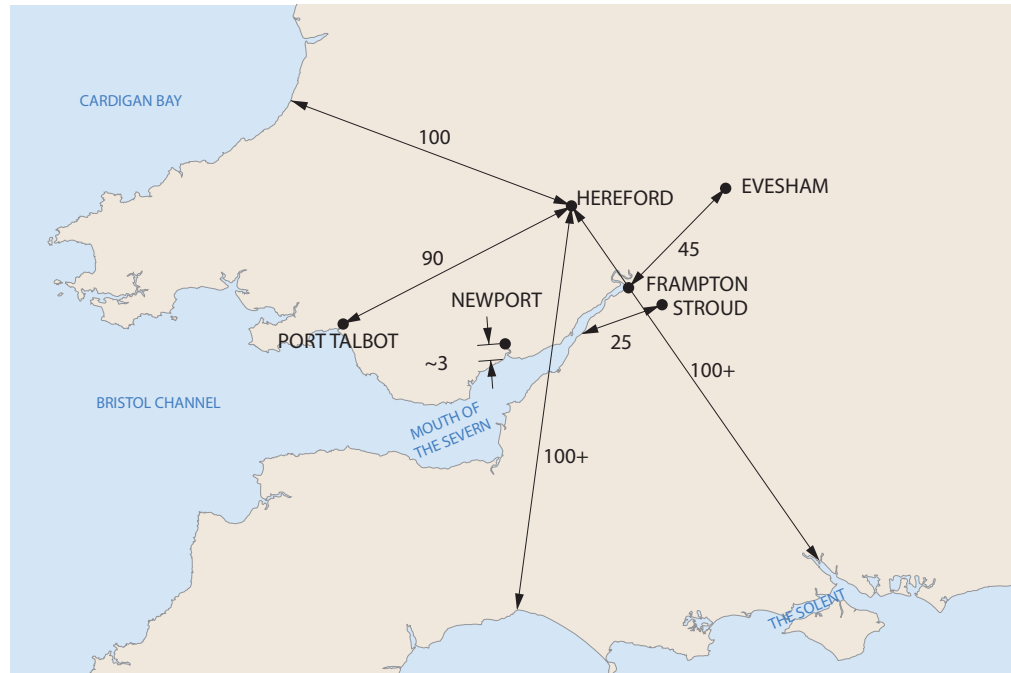 CARDIGAN BAY
100
HEREFORD
EVESHAM
90
45
NEWPORT
FRAMPTON
STROUD
PORT TALBOT
25
~3
100+
BRISTOL CHANNEL
MOUTH OF
THE SEVERN
100+
THE SOLENT